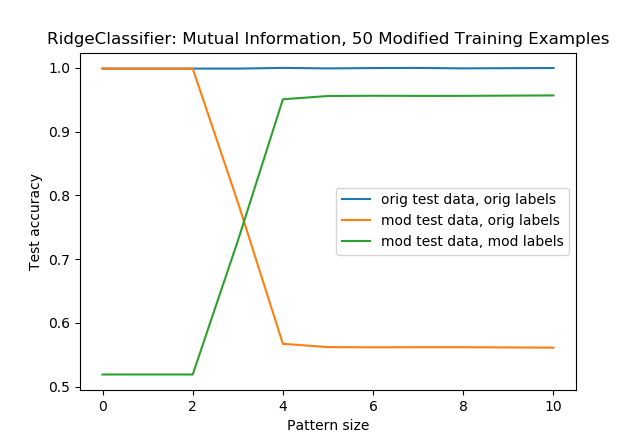 RidgeClassifier: Mutual Information, 50 Modified Training Examples
1.0
0.9
0.8
0.7
0.6
0.5
Test accuracy
orig test data, orig labels
mod test data, orig labels
mod test data, mod labels
0 2 4 6 8 10
Pattern size